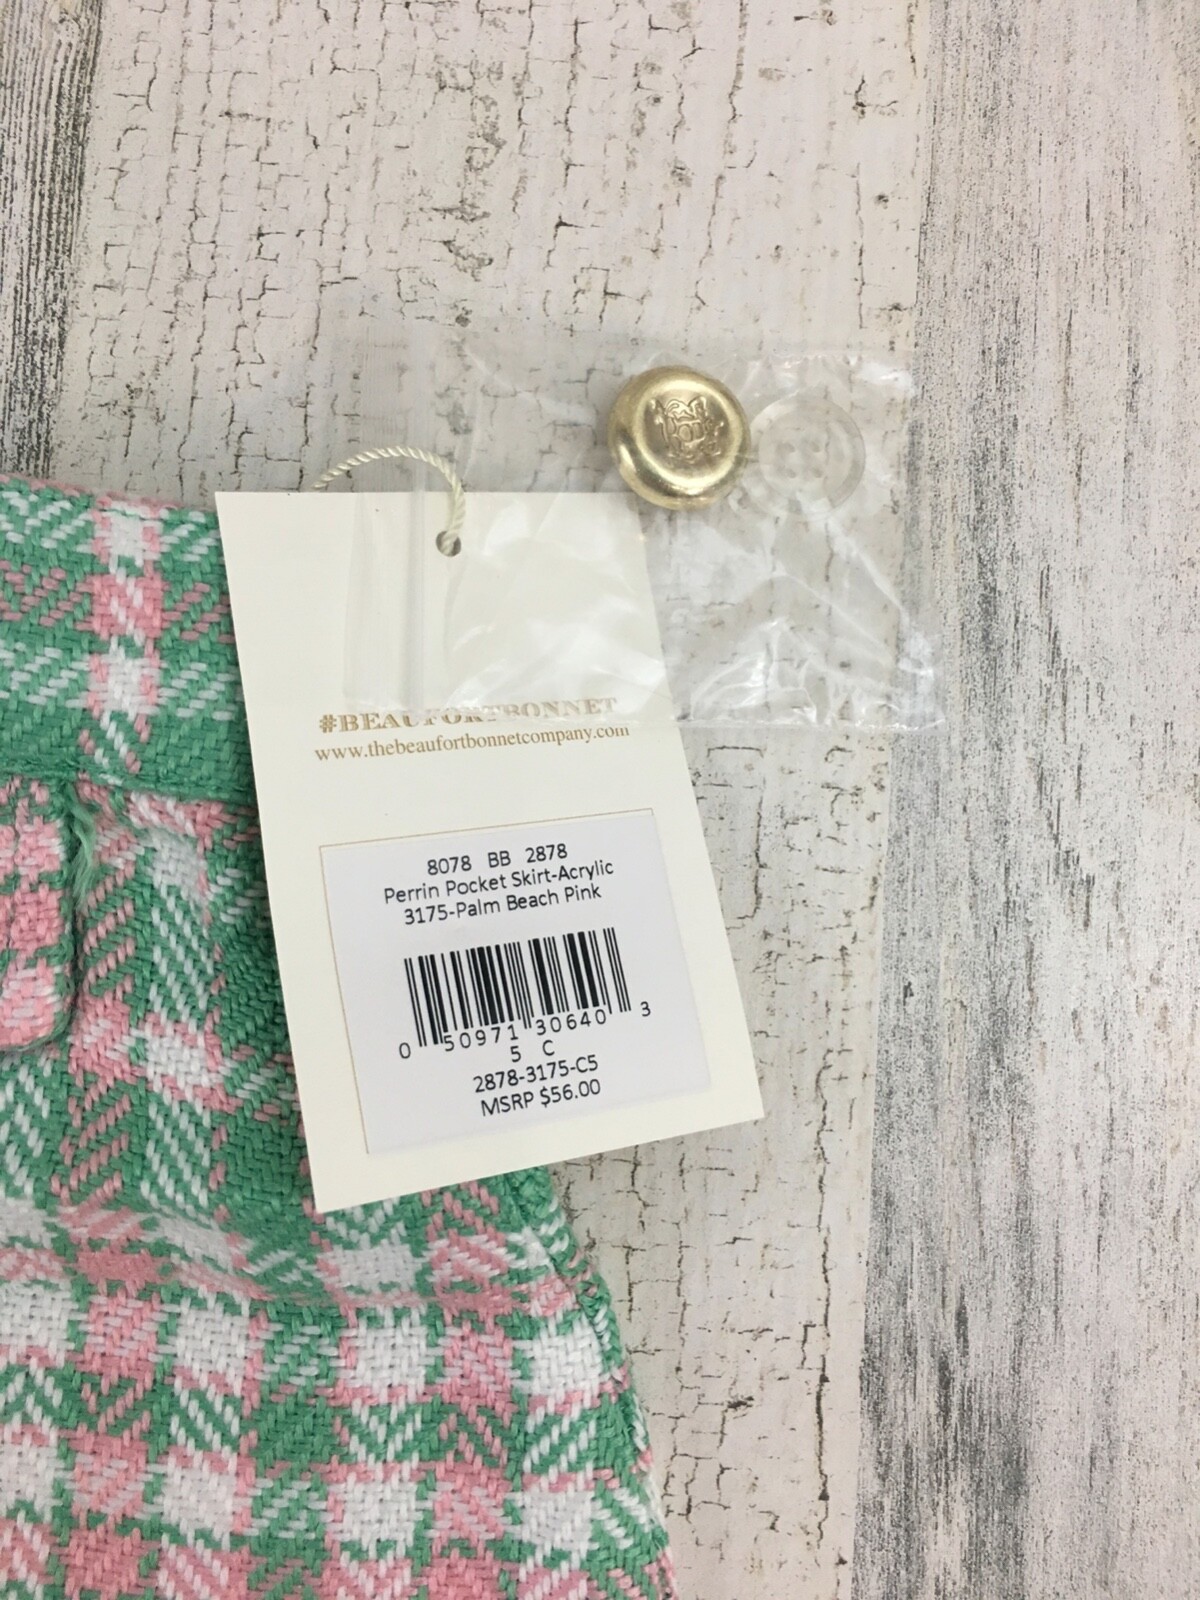 #BEAUFORTBONNET
www.thebeaufortbonnetcompany.com
8078 BB 2878
Perrin Pocket Skirt-Acrylic
3175-Palm Beach Pink
0 50971 30640 3
5 C
2878-3175-C5
MSRP $56.00